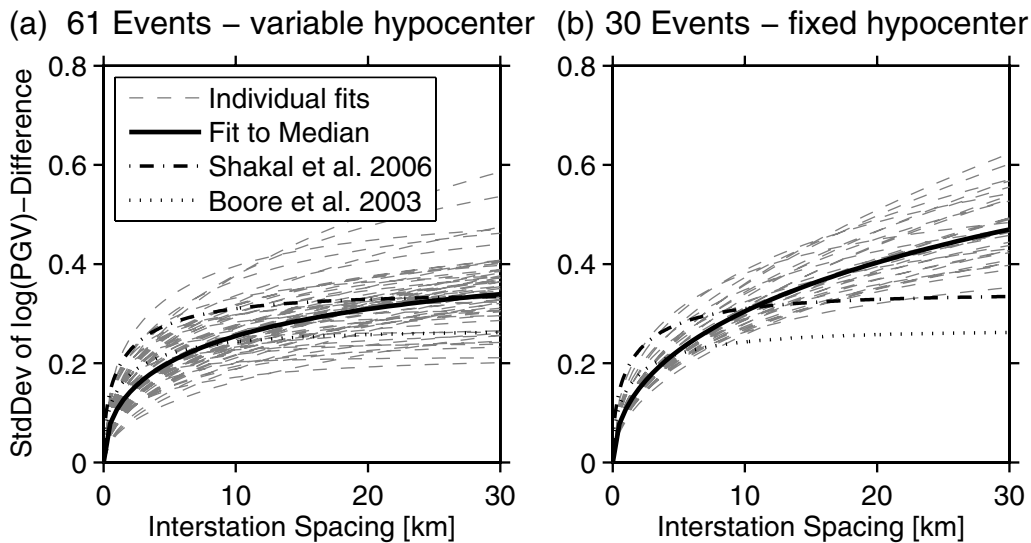 (a) 61 Events – variable hypocenter
(b) 30 Events – fixed hypocenter
StdDev of log(PGV)–Difference
0.8
0.6
0.4
0.2
0
Individual fits
Fit to Median
Shakal et al. 2006
Boore et al. 2003
0 10 20 30
Interstation Spacing [km]
0.8
0.6
0.4
0.2
0
0 10 20 30
Interstation Spacing [km]